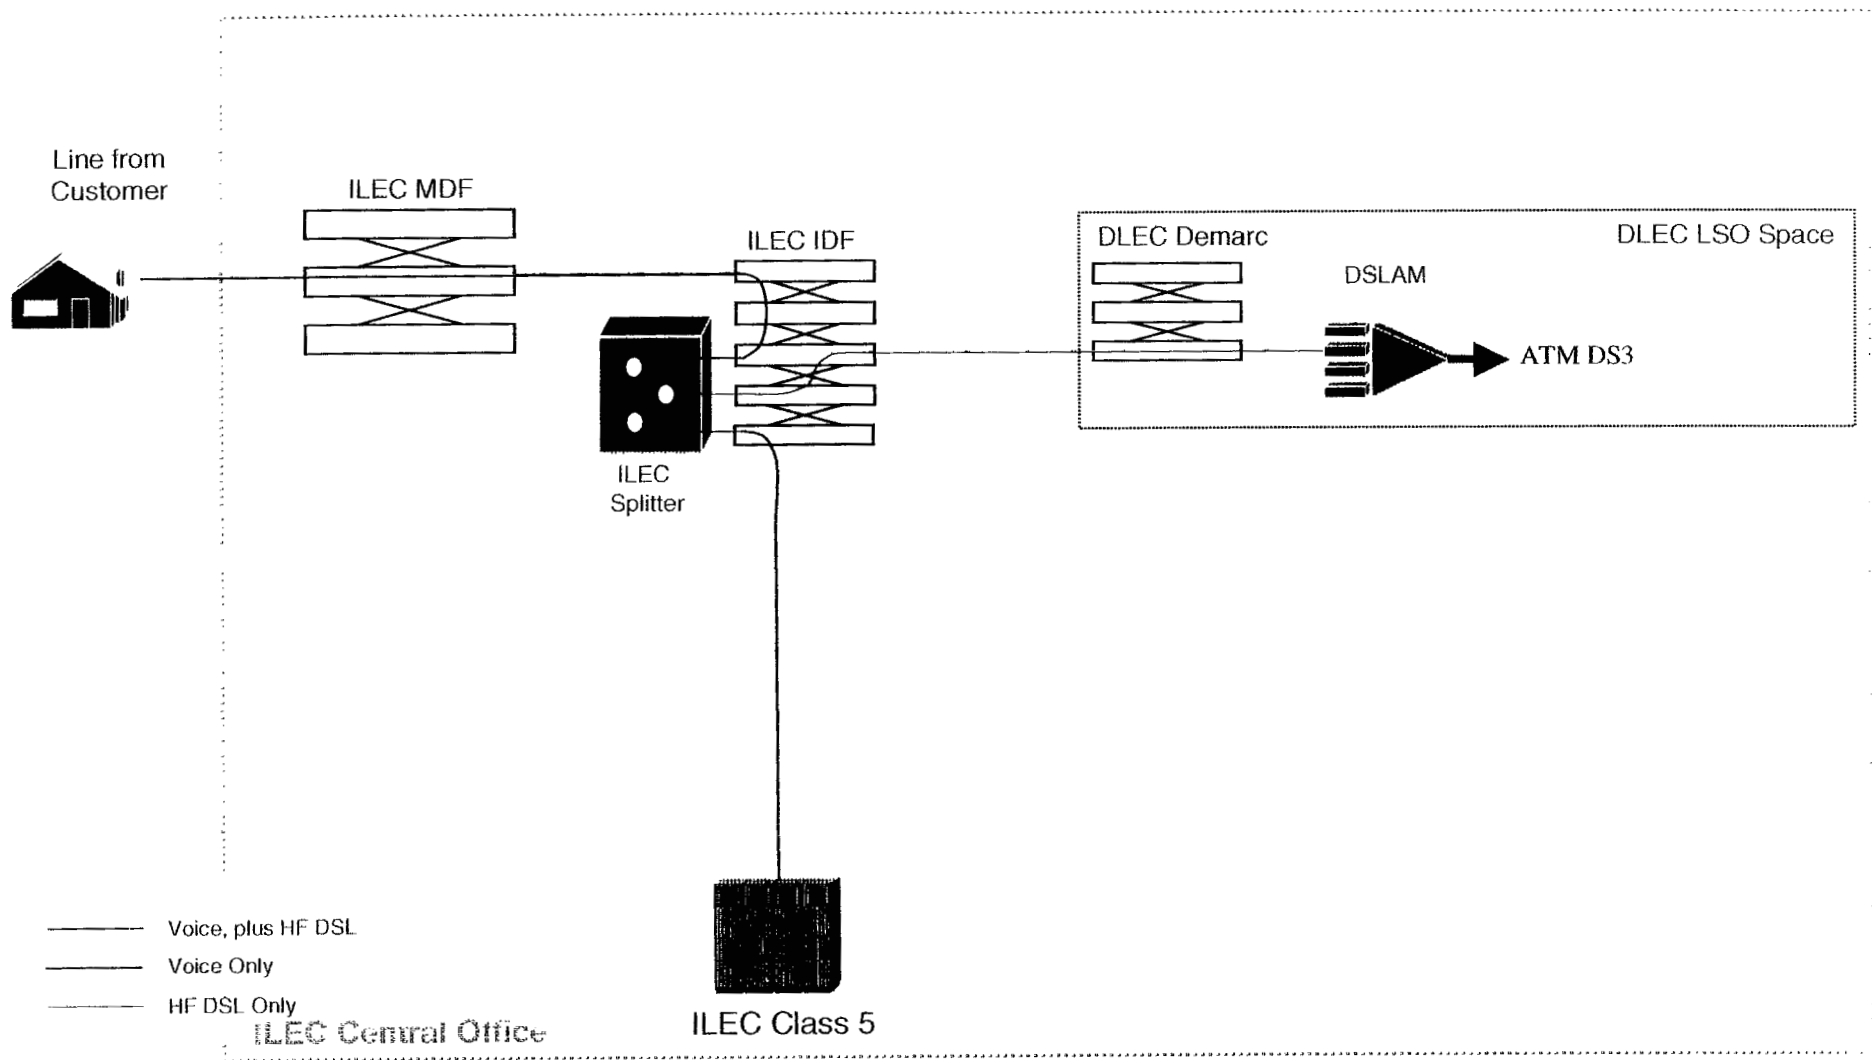 Line from
Customer
ILEC MDF
ILEC IDF
DLEC Demarc
DLEC LSO Space
DSLAM
ATM DS3
ILEC
Splitter
Voice, plus HF DSL
Voice Only
HF DSL Only
ILEC Central Office
ILEC Class 5